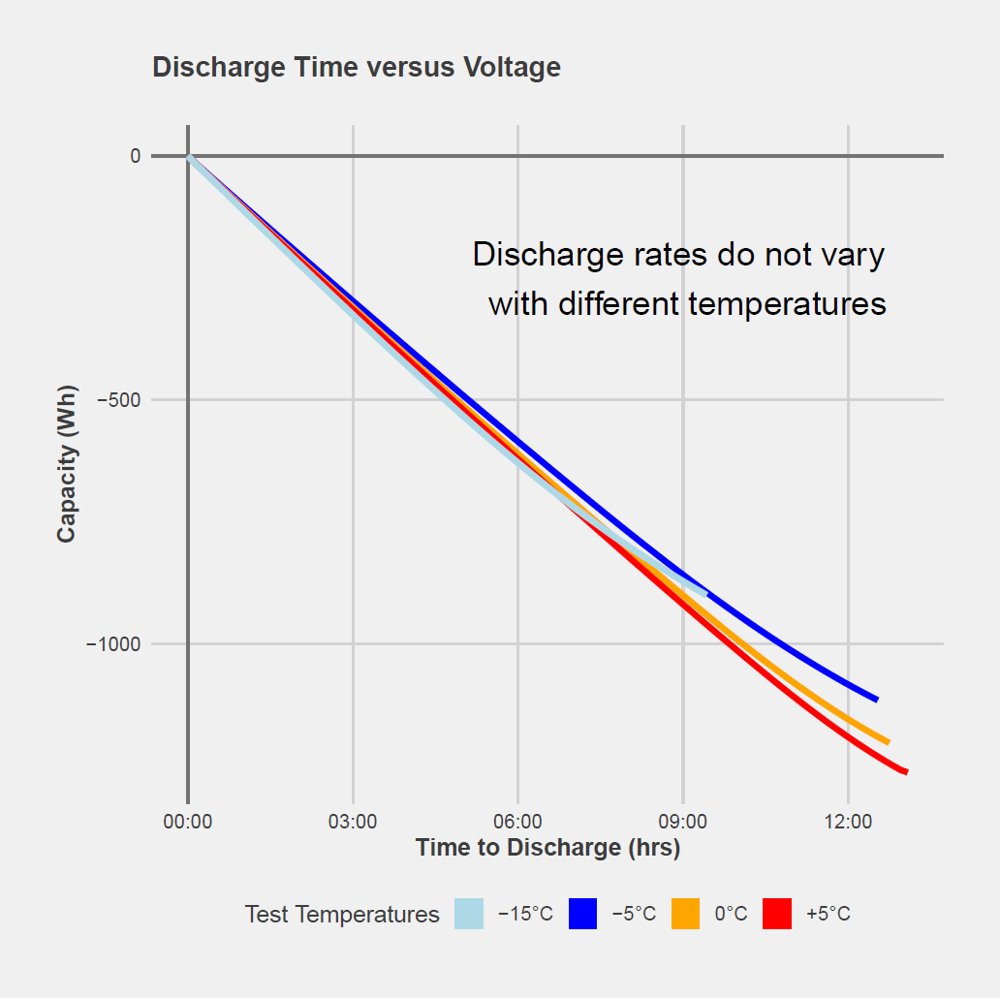 Discharge Time versus Voltage
0
Discharge rates do not vary
with different temperatures
−500
Capacity (Wh)
−1000
00:00 03:00 06:00 09:00 12:00
Time to Discharge (hrs)
Test Temperatures −15°C −5°C 0°C +5°C